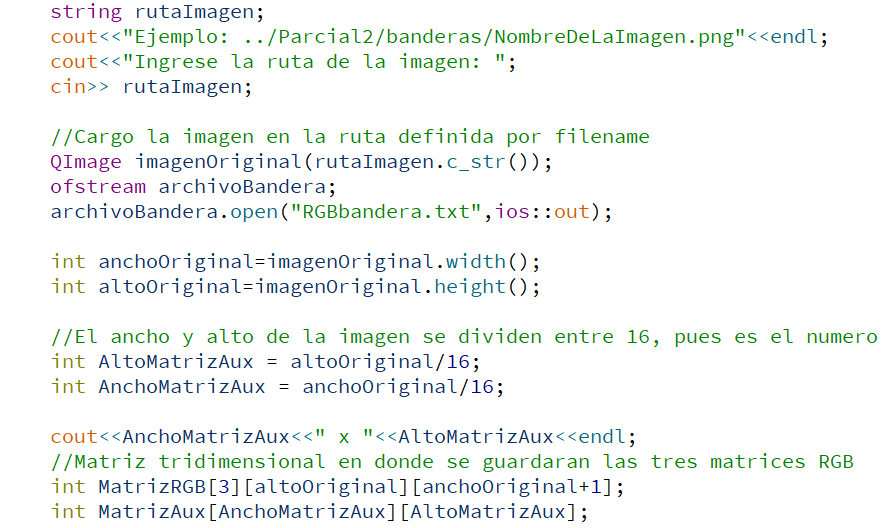 string rutaImagen;
cout<<"Ejemplo: ../Parcial2/banderas/NombreDeLaImagen.png"<<endl;
cout<<"Ingrese la ruta de la imagen: ";
cin>> rutaImagen;
//Cargo la imagen en la ruta definida por filename
QImage imagenOriginal(rutaImagen.c_str());
ofstream archivoBandera;
archivoBandera.open("RGBbandera.txt",ios::out);
int anchoOriginal=imagenOriginal.width();
int altoOriginal=imagenOriginal.height();
//El ancho y alto de la imagen se dividen entre 16, pues es el numero
int AltoMatrizAux = altoOriginal/16;
int AnchoMatrizAux = anchoOriginal/16;
cout<<AnchoMatrizAux<<" x "<<AltoMatrizAux<<endl;
//Matriz tridimensional en donde se guardaran las tres matrices RGB
int MatrizRGB[3][altoOriginal][anchoOriginal+1];
int MatrizAux[AnchoMatrizAux][AltoMatrizAux];